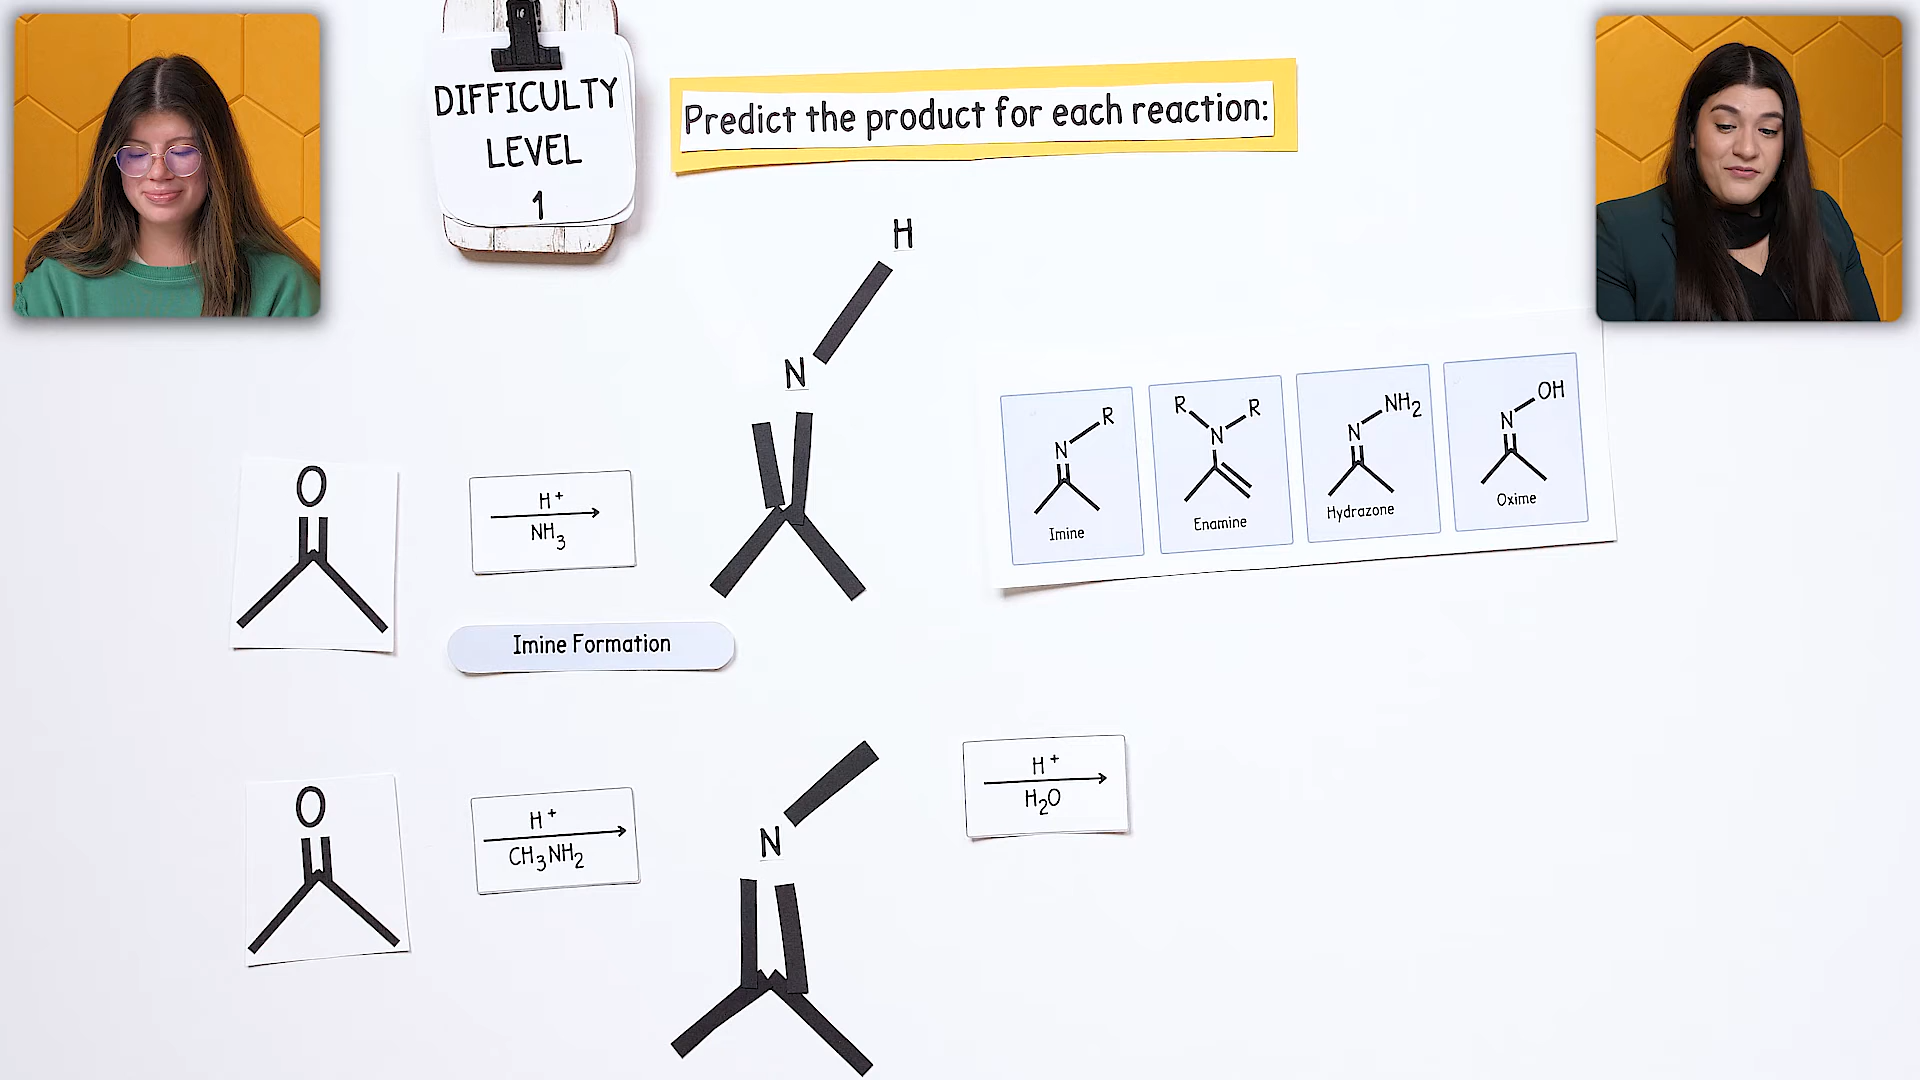 DIFFICULTY
LEVEL
1
Predict the product for each reaction:
H
N
O
H⁺
NH₃
Imine Formation
N
R
Imine
R
R
N
Enamine
NH₂
N
Hydrazone
OH
N
Oxime
O
H⁺
CH₃NH₂
N
H⁺
H₂O